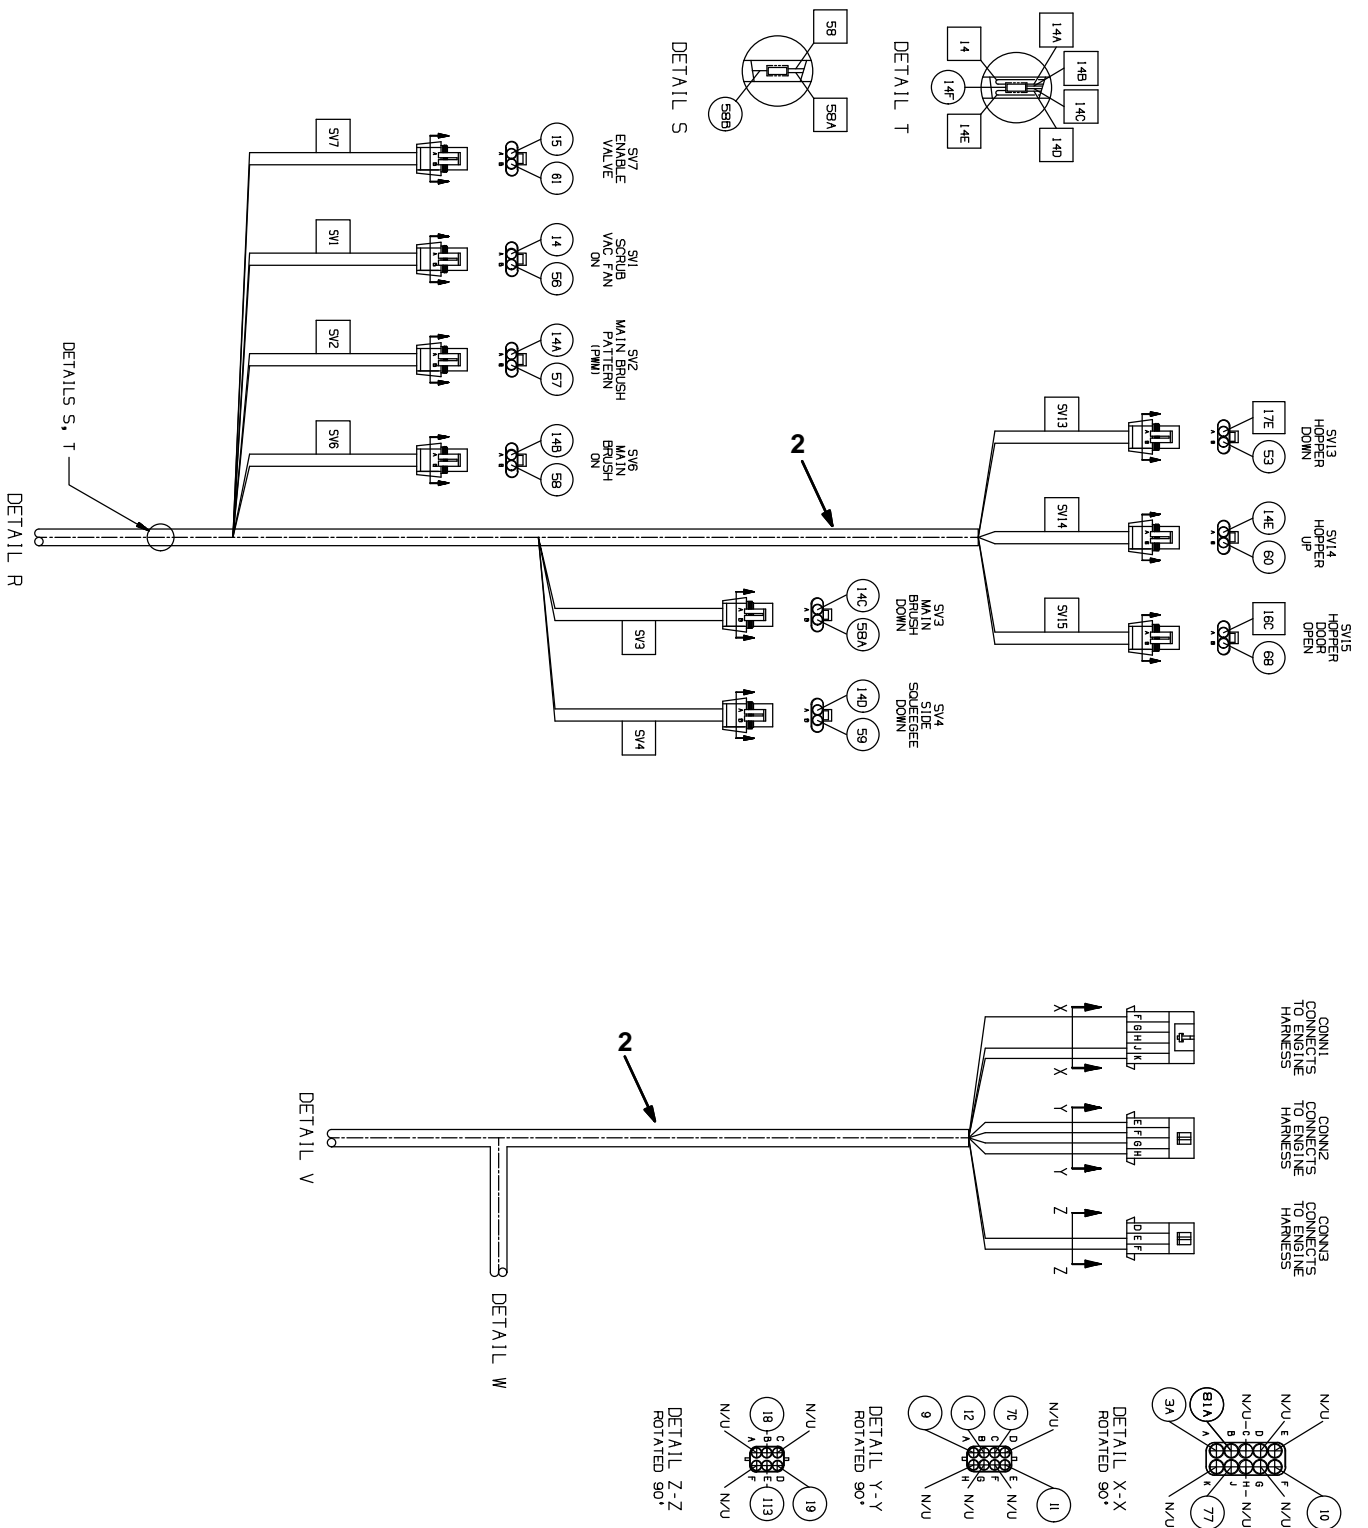 58
58A
58B
DETAIL S
14
14A
14B
14C
14D
14E
14F
DETAIL T
SV7
ENABLE
VALVE
15
61
A B
SV7
A B
SV1
SCRUB
VAC FAN
ON
14
56
A B
SV1
A B
SV2
MAIN BRUSH
PATTERN
(PWM)
14A
57
A B
SV2
A B
SV6
MAIN
BRUSH
ON
14B
58
A B
SV6
A B
DETAILS S, T
DETAIL R
2
SV13
HOPPER
DOWN
17E
53
A B
SV13
A B
SV14
HOPPER
UP
14E
60
A B
SV14
A B
SV15
HOPPER
DOOR
OPEN
16C
68
A B
SV15
A B
SV3
MAIN
BRUSH
DOWN
14C
58A
A B
SV3
A B
SV4
SIDE
SQUEEGEE
DOWN
14D
59
A B
SV4
A B
CONN1
CONNECTS
TO ENGINE
HARNESS
F G H J K
X X
CONN2
CONNECTS
TO ENGINE
HARNESS
E F G H
Y Y
CONN3
CONNECTS
TO ENGINE
HARNESS
D E F
Z Z
2
DETAIL V
DETAIL W
3A
81A
N/U
N/U
N/U
A B C D E
K J H G F
N/U
77
N/U
N/U
10
DETAIL X-X
ROTATED 90°
9
12
7C
N/U
A B C D
H G F E
N/U
N/U
N/U
11
DETAIL Y-Y
ROTATED 90°
N/U
18
N/U
A B C
F E D
N/U
113
19
DETAIL Z-Z
ROTATED 90°